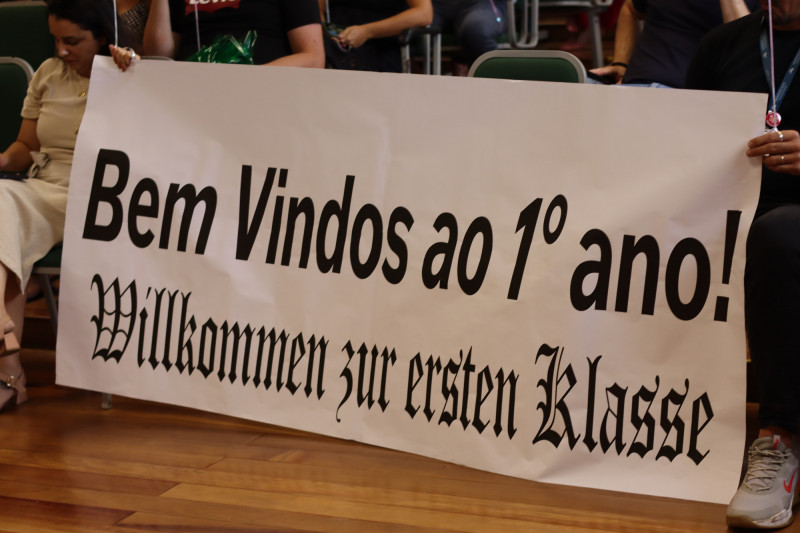 Bem Vindos ao 1º ano!
Willkommen zur ersten Klasse